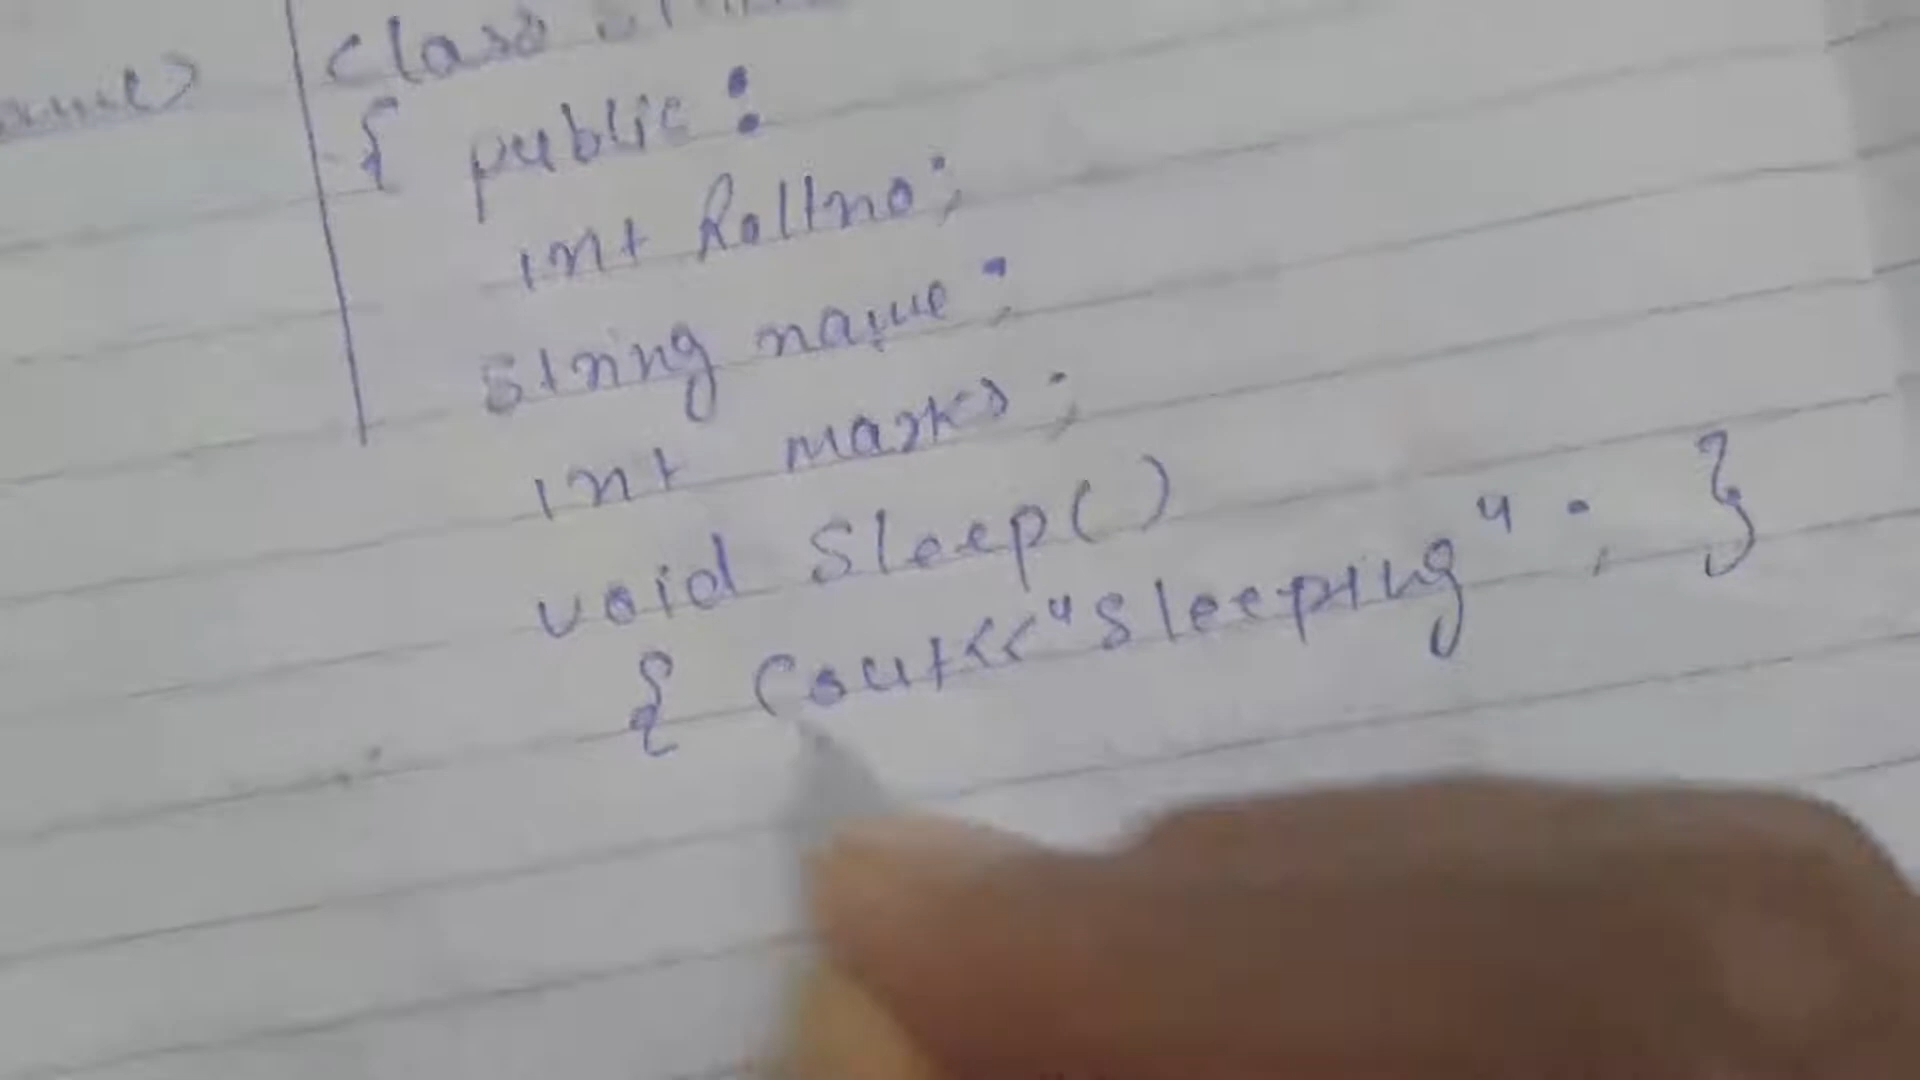 class
{ public :
int Rollno ;
string name ;
int marks ;
void Sleep( )
{ Cout<<"Sleeping" ; }